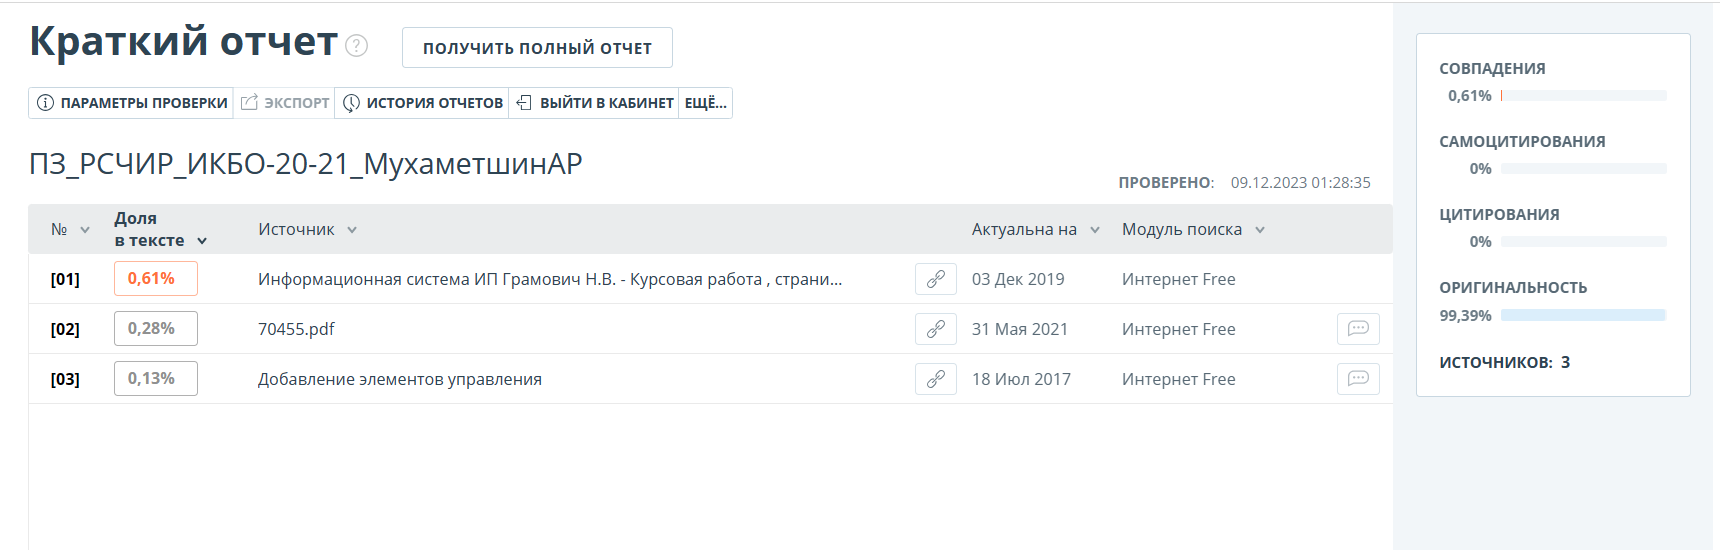 Краткий отчет ?
ПОЛУЧИТЬ ПОЛНЫЙ ОТЧЕТ
ПАРАМЕТРЫ ПРОВЕРКИ ЭКСПОРТ ИСТОРИЯ ОТЧЕТОВ ВЫЙТИ В КАБИНЕТ ЕЩЁ...
ПЗ_РСЧИР_ИКБО-20-21_МухаметшинАР
ПРОВЕРЕНО: 09.12.2023 01:28:35
№ Доля в тексте Источник Актуальна на Модуль поиска
[01] 0,61% Информационная система ИП Грамович Н.В. - Курсовая работа , страни... 03 Дек 2019 Интернет Free
[02] 0,28% 70455.pdf 31 Мая 2021 Интернет Free
[03] 0,13% Добавление элементов управления 18 Июл 2017 Интернет Free
СОВПАДЕНИЯ
0,61%
САМОЦИТИРОВАНИЯ
0%
ЦИТИРОВАНИЯ
0%
ОРИГИНАЛЬНОСТЬ
99,39%
ИСТОЧНИКОВ: 3